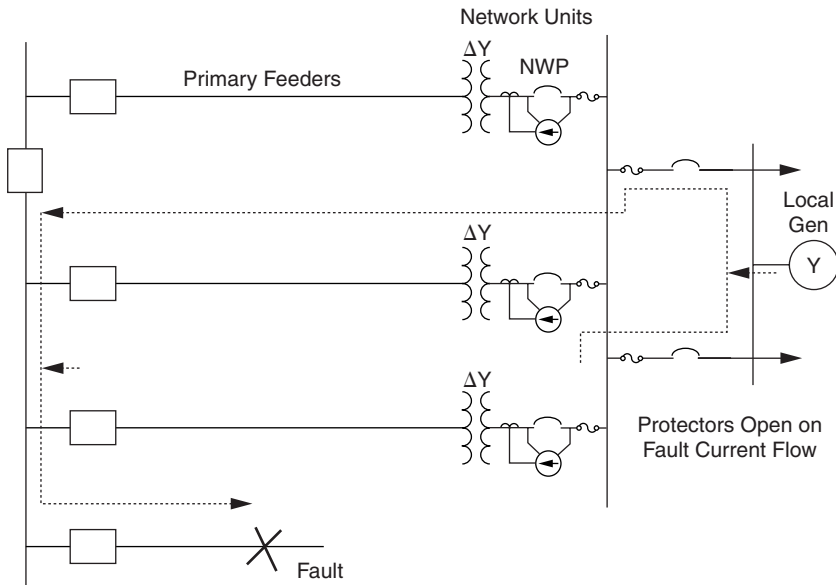 Network Units
ΔY
NWP
Primary Feeders
Local
Gen
Y
ΔY
ΔY
Protectors Open on
Fault Current Flow
Fault